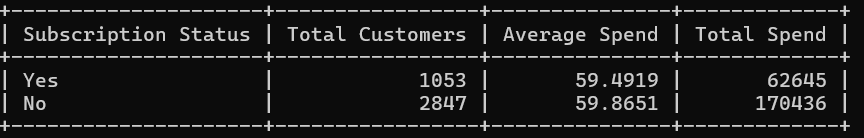 | Subscription Status | Total Customers | Average Spend | Total Spend |
| Yes | 1053 | 59.4919 | 62645 |
| No | 2847 | 59.8651 | 170436 |